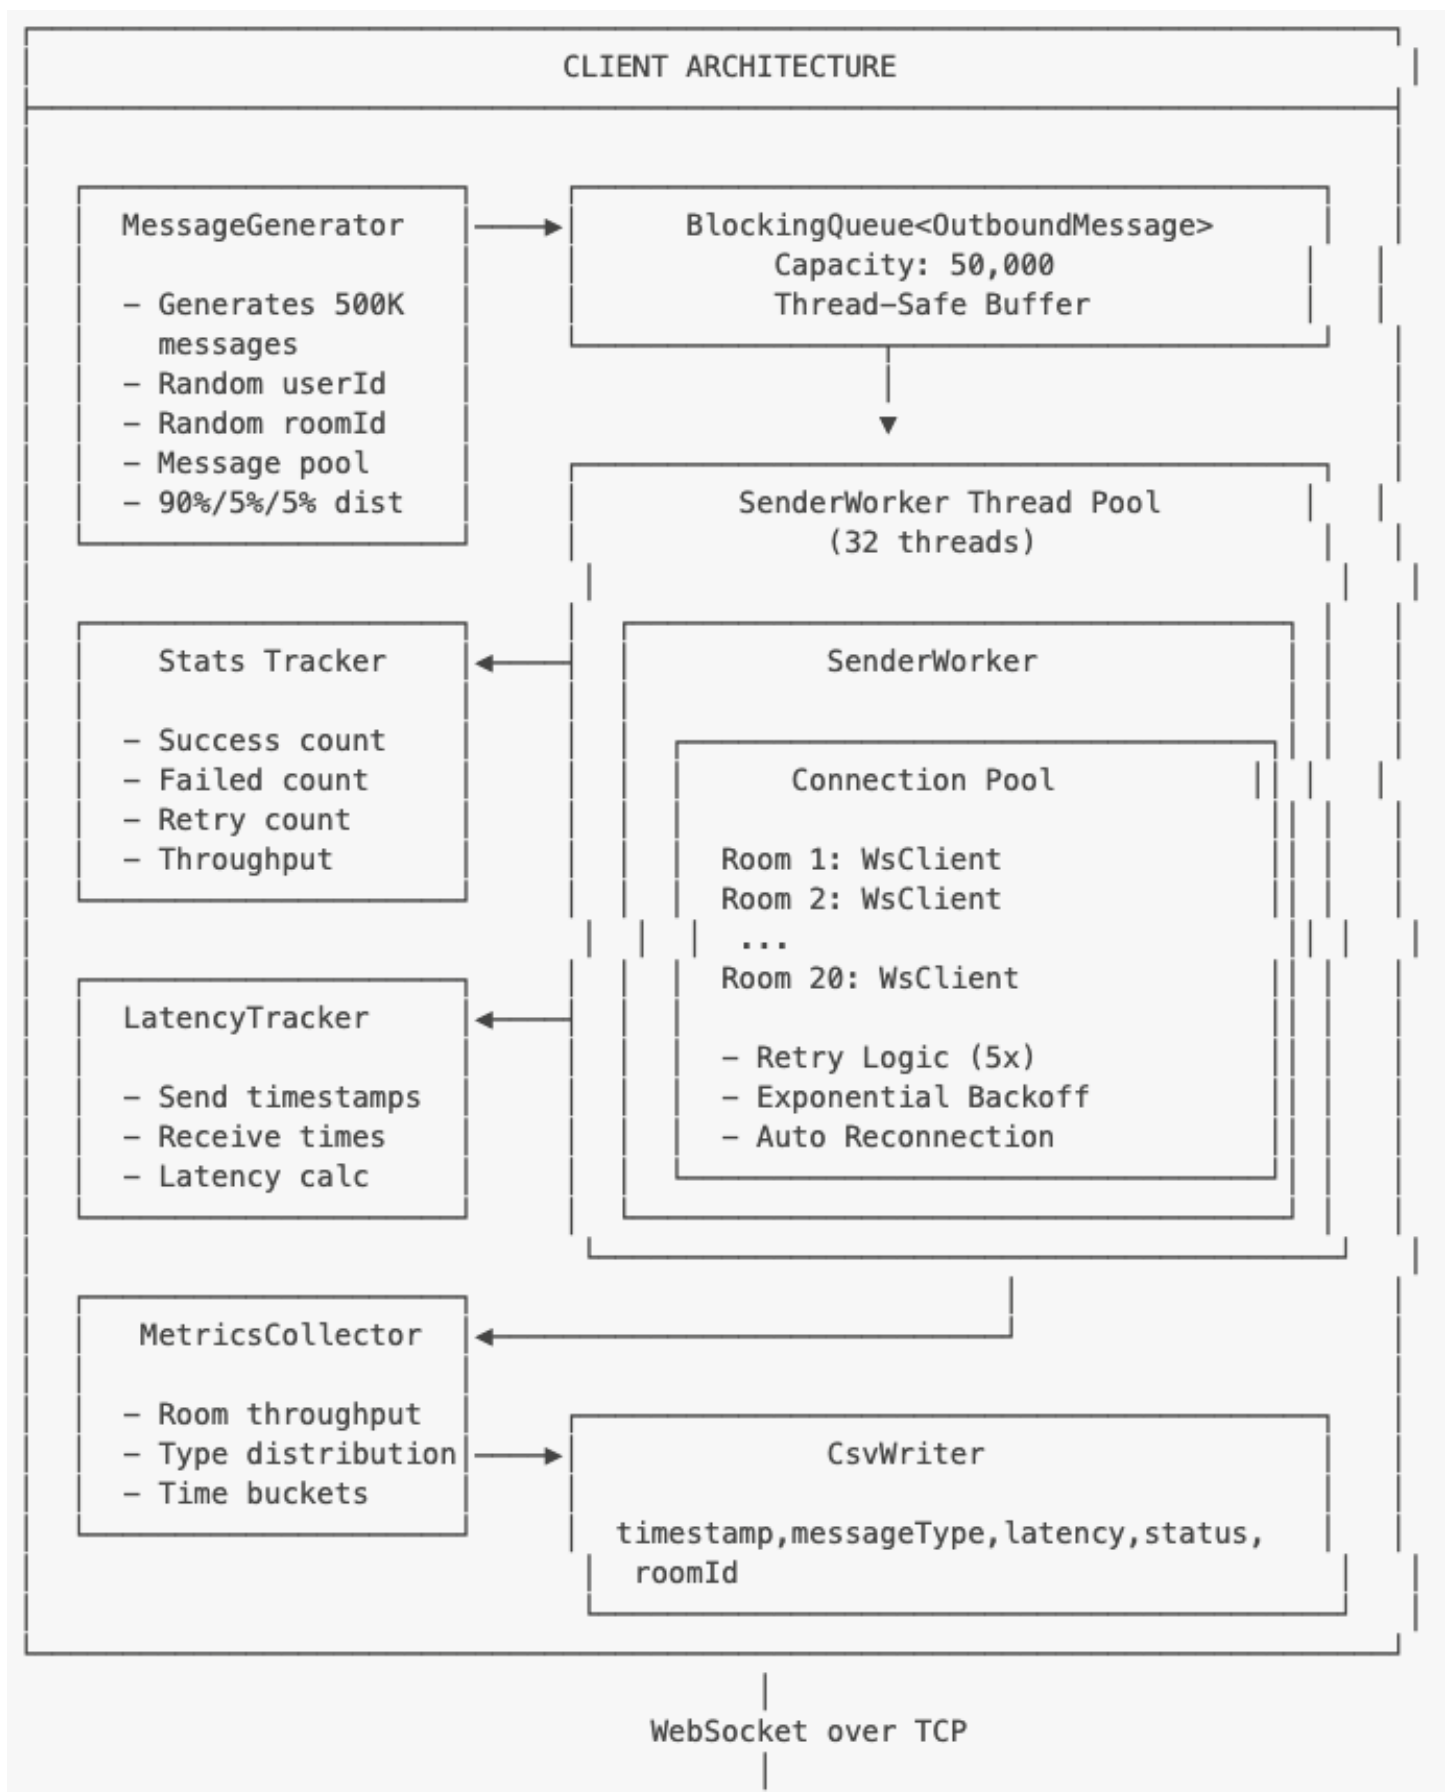 CLIENT ARCHITECTURE
MessageGenerator
- Generates 500K
messages
- Random userId
- Random roomId
- Message pool
- 90%/5%/5% dist
BlockingQueue<OutboundMessage>
Capacity: 50,000
Thread-Safe Buffer
SenderWorker Thread Pool
(32 threads)
Stats Tracker
- Success count
- Failed count
- Retry count
- Throughput
SenderWorker
Connection Pool
Room 1: WsClient
Room 2: WsClient
...
Room 20: WsClient
- Retry Logic (5x)
- Exponential Backoff
- Auto Reconnection
LatencyTracker
- Send timestamps
- Receive times
- Latency calc
MetricsCollector
- Room throughput
- Type distribution
- Time buckets
CsvWriter
timestamp,messageType,latency,status,
roomId
WebSocket over TCP